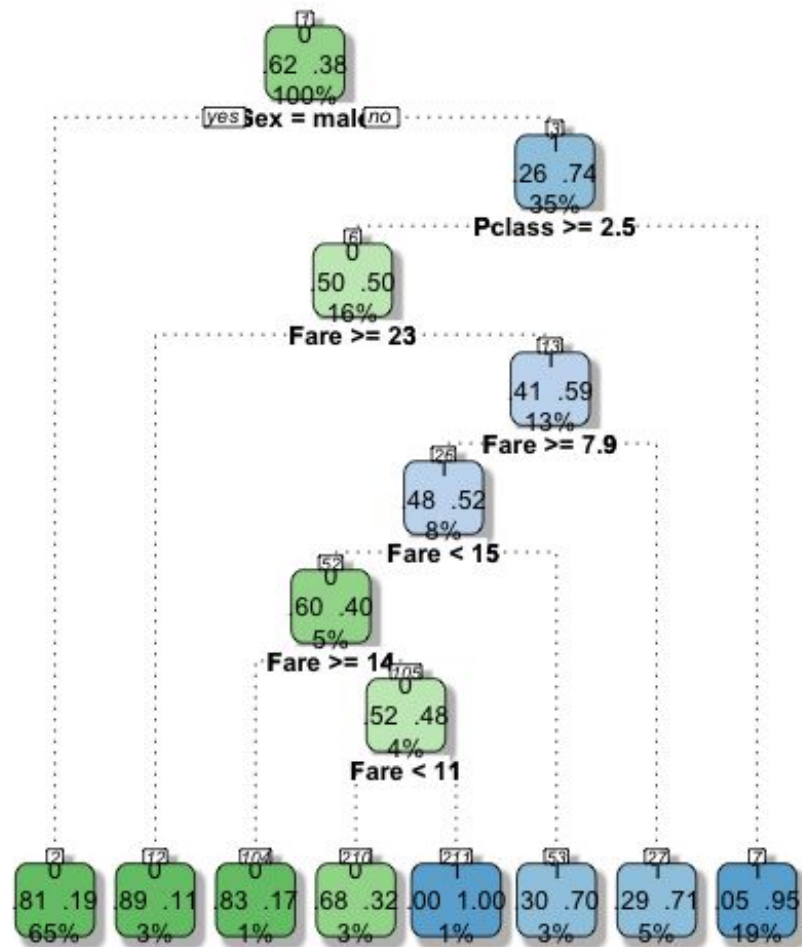 1
0
.62 .38
100%
yes Sex = male no
3
1
.26 .74
35%
Pclass >= 2.5
6
0
.50 .50
16%
Fare >= 23
13
1
.41 .59
13%
Fare >= 7.9
26
1
.48 .52
8%
Fare < 15
52
0
.60 .40
5%
Fare >= 14
105
0
.52 .48
4%
Fare < 11
2 12 104 210 211 53 27 7
0 0 0 0 1 1 1 1
.81 .19 .89 .11 .83 .17 .68 .32 .00 1.00 .30 .70 .29 .71 .05 .95
65% 3% 1% 3% 1% 3% 5% 19%